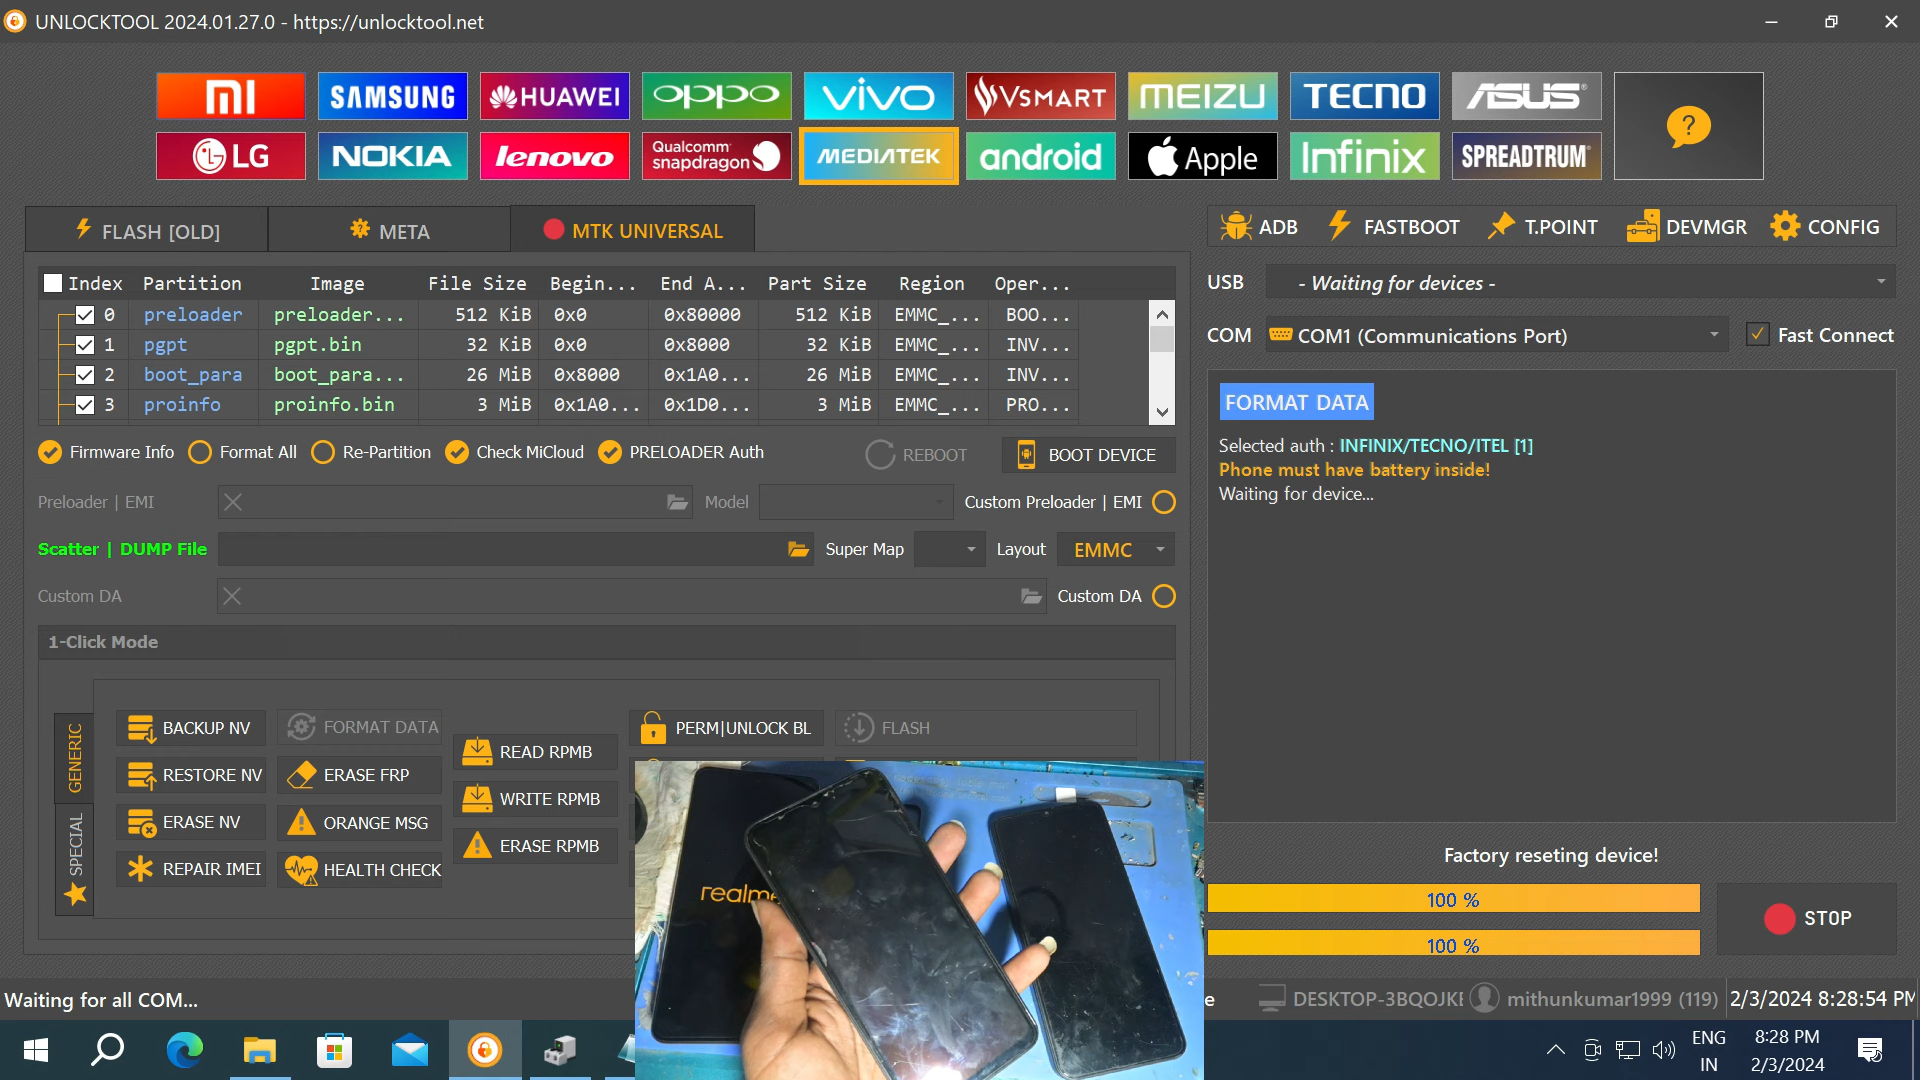 UNLOCKTOOL 2024.01.27.0 - https://unlocktool.net
mi SAMSUNG HUAWEI oppo vivo VSMART MEIZU TECNO ASUS
LG NOKIA lenovo Qualcomm snapdragon MEDIATEK android Apple Infinix SPREADTRUM ?
FLASH [OLD] META MTK UNIVERSAL
ADB FASTBOOT T.POINT DEVMGR CONFIG
Index Partition Image File Size Begin... End A... Part Size Region Oper...
0 preloader preloader... 512 KiB 0x0 0x80000 512 KiB EMMC_... BOO...
1 pgpt pgpt.bin 32 KiB 0x0 0x8000 32 KiB EMMC_... INV...
2 boot_para boot_para... 26 MiB 0x8000 0x1A0... 26 MiB EMMC_... INV...
3 proinfo proinfo.bin 3 MiB 0x1A0... 0x1D0... 3 MiB EMMC_... PRO...
Firmware Info Format All Re-Partition Check MiCloud PRELOADER Auth REBOOT BOOT DEVICE
Preloader | EMI Model Custom Preloader | EMI
Scatter | DUMP File Super Map Layout EMMC
Custom DA Custom DA
1-Click Mode
GENERIC
SPECIAL
BACKUP NV FORMAT DATA READ RPMB PERM|UNLOCK BL FLASH
RESTORE NV ERASE FRP WRITE RPMB
ERASE NV ORANGE MSG ERASE RPMB
REPAIR IMEI HEALTH CHECK
USB - Waiting for devices -
COM COM1 (Communications Port) Fast Connect
FORMAT DATA
Selected auth : INFINIX/TECNO/ITEL [1]
Phone must have battery inside!
Waiting for device...
Factory resetting device!
100 %
100 %
STOP
realme
Waiting for all COM...
e DESKTOP-3BQOJKI mithunkumar1999 (119) 2/3/2024 8:28:54 PM
ENG
IN
8:28 PM
2/3/2024